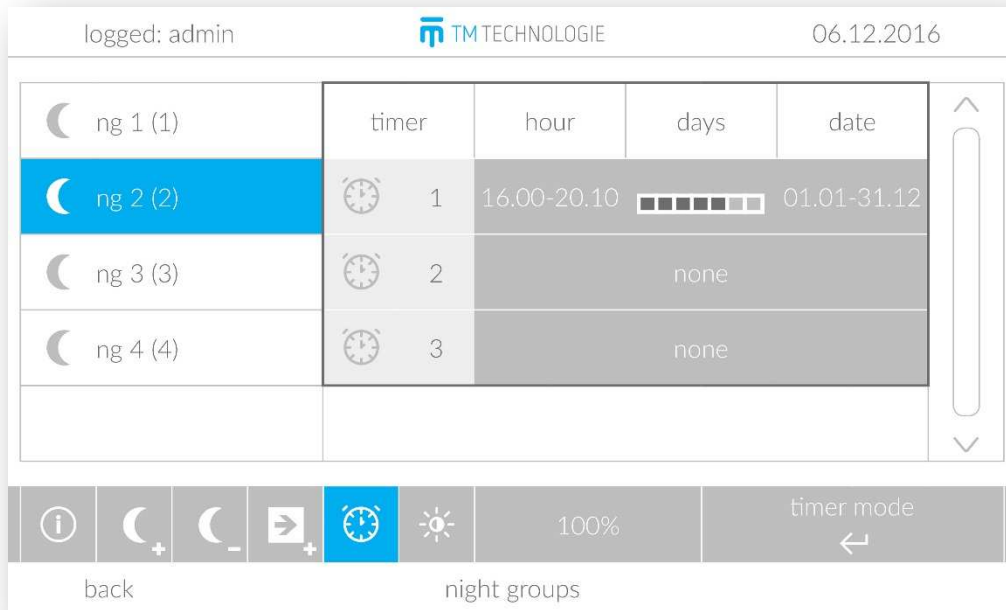 logged: admin
TM TECHNOLOGIE
06.12.2016
ng 1 (1)
timer hour days date
ng 2 (2)
1 16.00-20.10 01.01-31.12
ng 3 (3)
2 none
ng 4 (4)
3 none
100%
timer mode
back
night groups